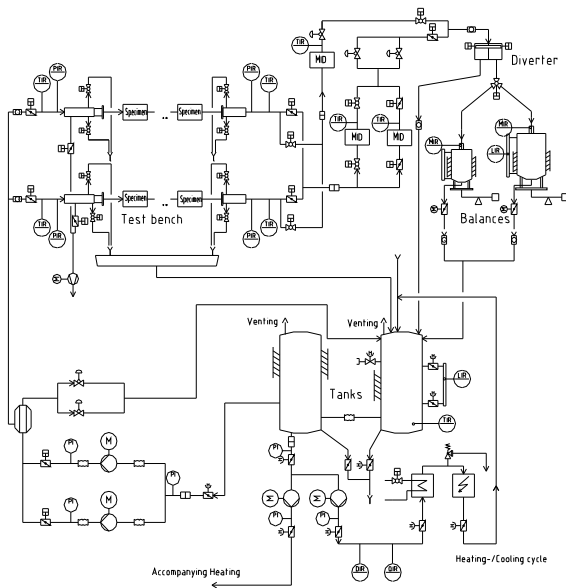 MID
TIR
Diverter
PIR
PIR
TIR
TIR
Specimen
..
Specimen
TIR
TIR
MID
MID
MIR
MIR
LIR
Specimen
..
Specimen
Test bench
Balances
TIR
PIR
PIR
TIR
M
Venting
Venting
Tanks
LIR
TIR
PI
M
PI
PI
PI
M
M
M
PI
PI
M
DIR
DIR
Heating-/Cooling cycle
Accompanying Heating